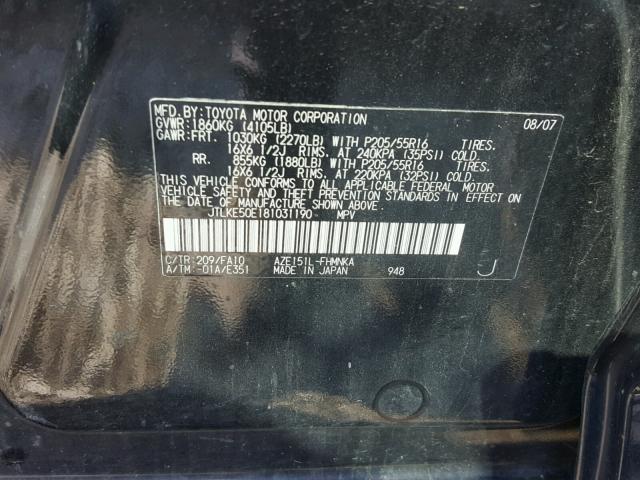 MFD.BY:TOYOTA MOTOR CORPORATION 08/07
GVWR:1860KG (4105LB)
GAWR:FRT. 1030KG (2270LB) WITH P205/55R16 TIRES.
16X6 1/2J RIMS, AT 240KPA (35PSI) COLD.
RR. 855KG (1880LB) WITH P205/55R16 TIRES.
16X6 1/2J RIMS, AT 220KPA (32PSI) COLD.
THIS VEHICLE CONFORMS TO ALL APPLICABLE FEDERAL MOTOR
VEHICLE SAFETY AND THEFT PREVENTION STANDARDS IN EFFECT
ON THE DATE OF MANUFACTURE SHOWN ABOVE.
JTLKE50E181031190 MPV
C/TR:209/FA10 AZE151L-FHMNKA
A/TM:-01A/E351 MADE IN JAPAN 948 J